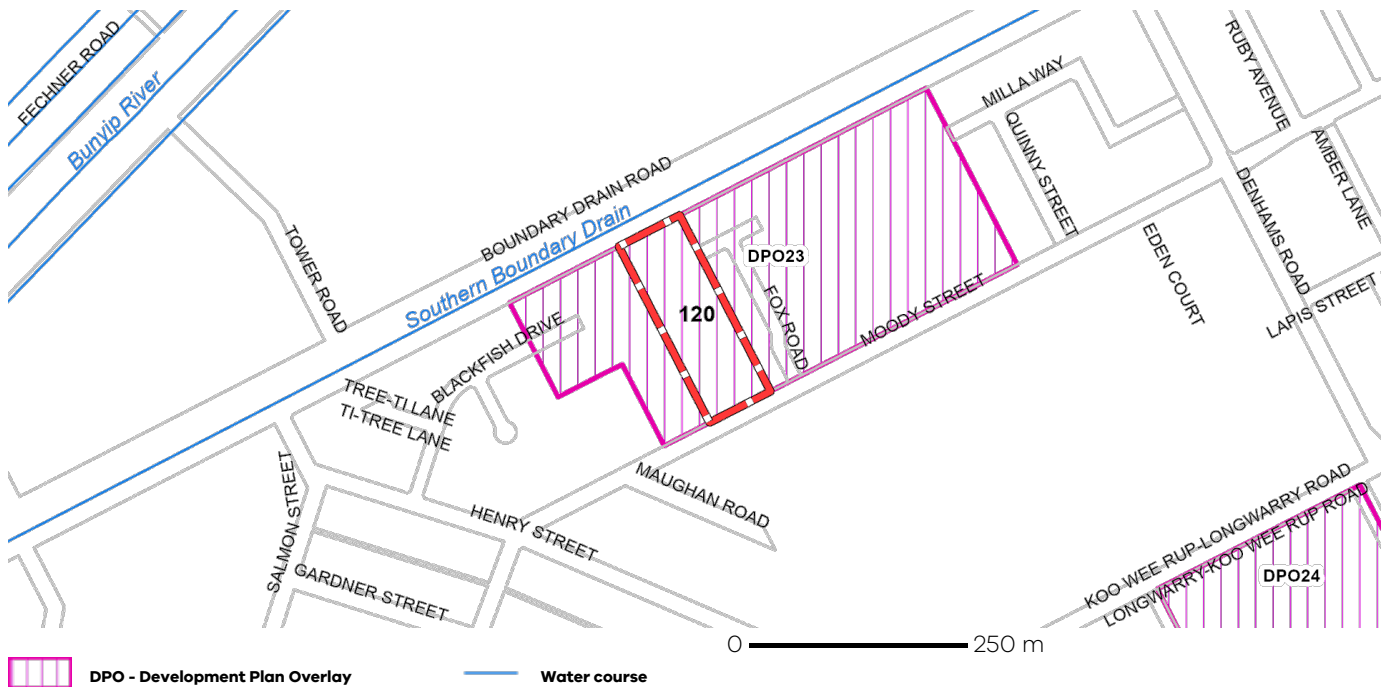 FECHNER ROAD
Bunyip River
TOWER ROAD
BOUNDARY DRAIN ROAD
Southern Boundary Drain
MILLA WAY
QUINNY STREET
RUBY AVENUE
AMBER LANE
DENHAMS ROAD
EDEN COURT
LAPIS STREET
DPO23
120
FOX ROAD
MOODY STREET
BLACKFISH DRIVE
TREE-TI LANE
TI-TREE LANE
SALMON STREET
HENRY STREET
GARDNER STREET
MAUGHAN ROAD
KOO WEE RUP-LONGWARRY ROAD
LONGWARRY-KOO WEE RUP ROAD
DPO24
0 250 m
DPO - Development Plan Overlay
Water course